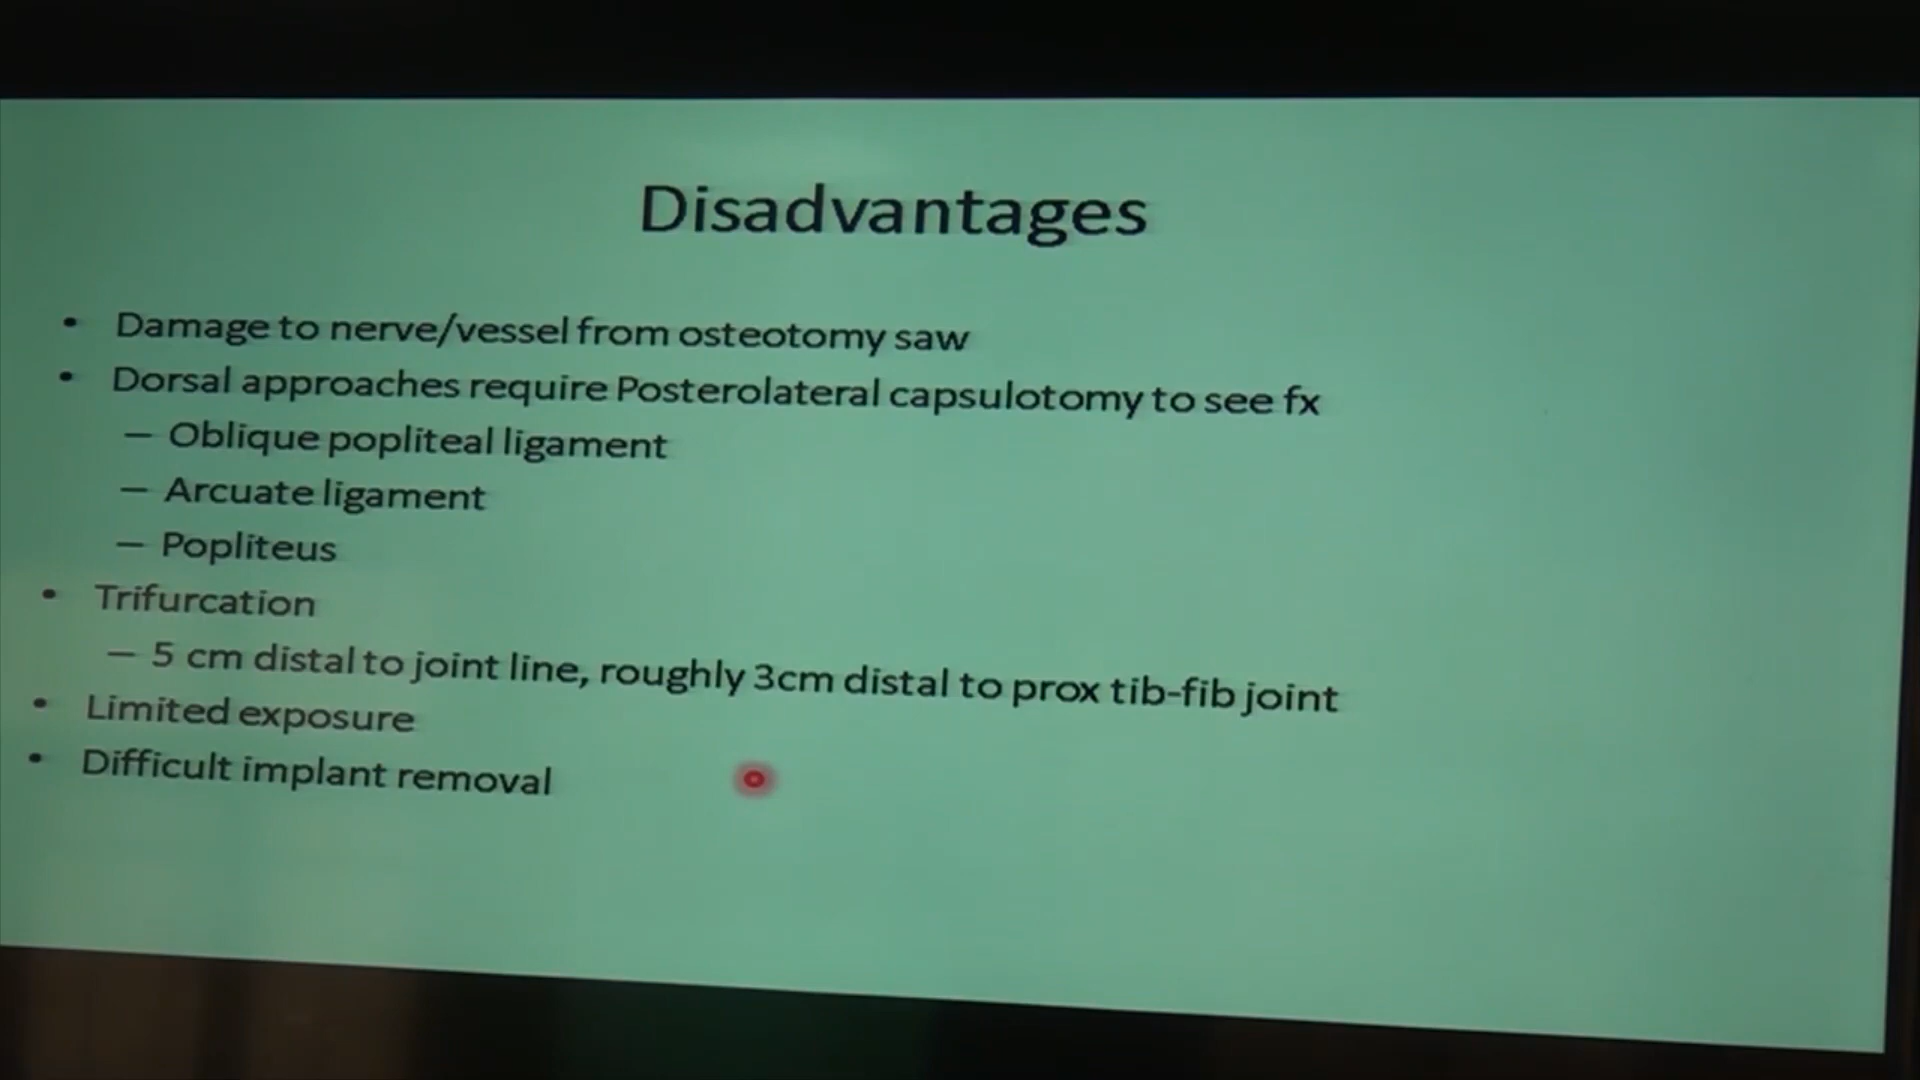 Disadvantages
• Damage to nerve/vessel from osteotomy saw
• Dorsal approaches require Posterolateral capsulotomy to see fx
– Oblique popliteal ligament
– Arcuate ligament
– Popliteus
• Trifurcation
– 5 cm distal to joint line, roughly 3cm distal to prox tib-fib joint
• Limited exposure
• Difficult implant removal